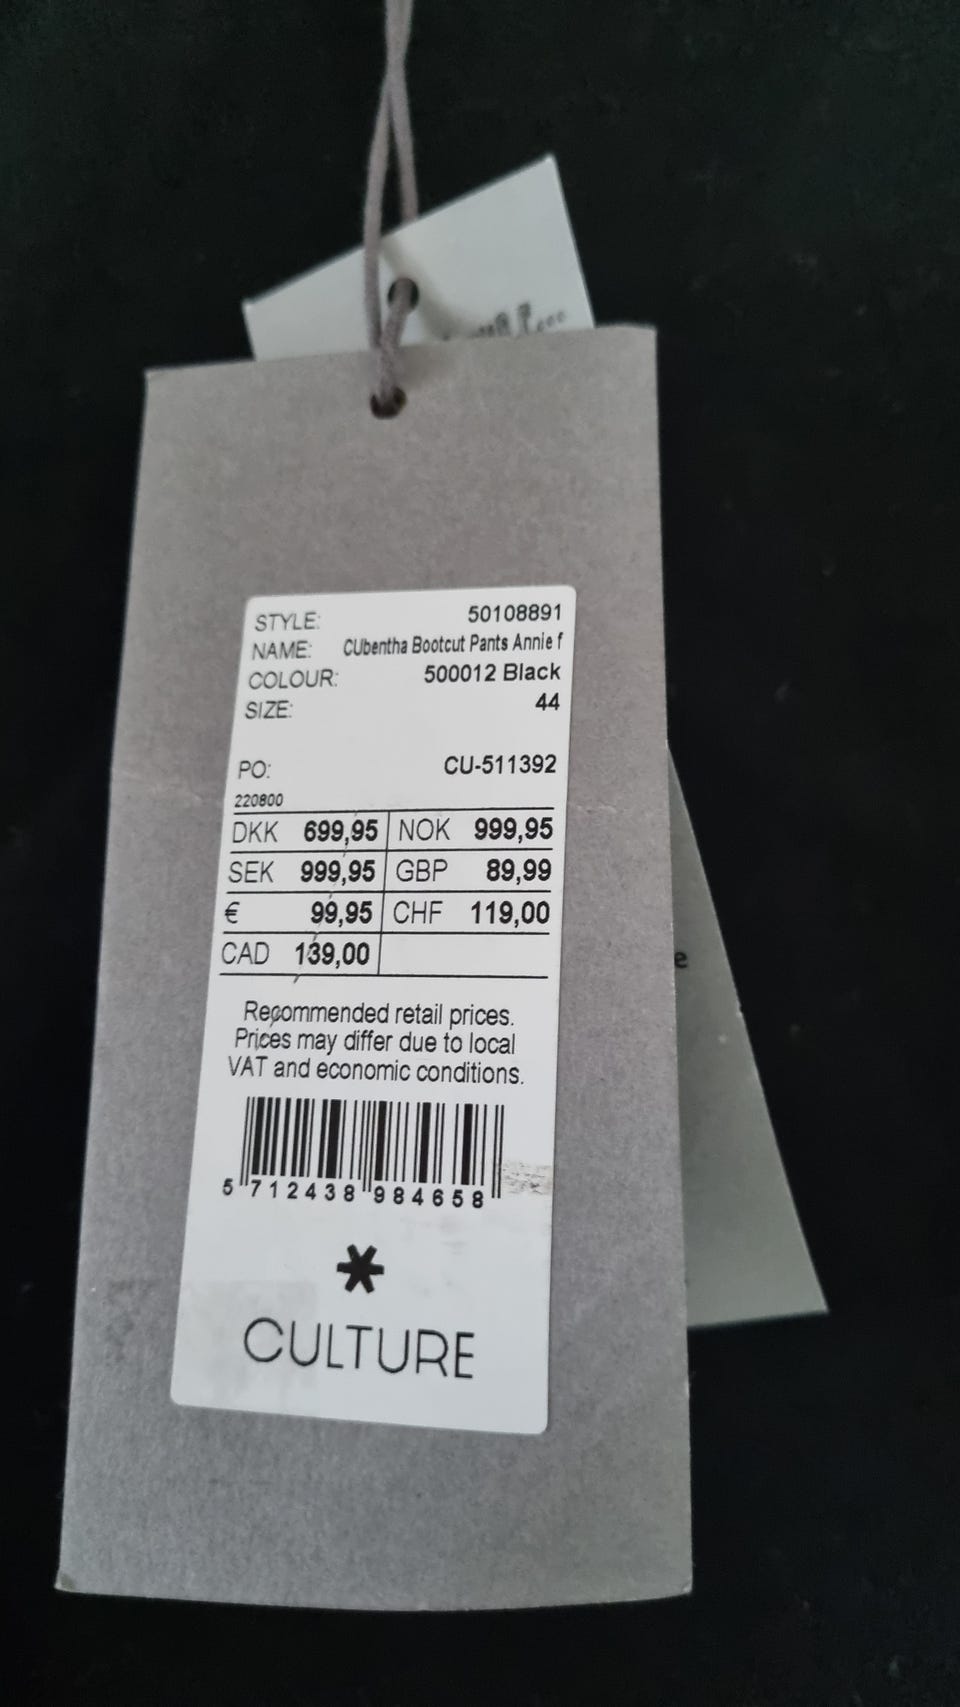 STYLE: 50108891
NAME: CUbentha Bootcut Pants Annie f
COLOUR: 500012 Black
SIZE: 44
PO: CU-511392
220800
DKK 699,95 NOK 999,95
SEK 999,95 GBP 89,99
€ 99,95 CHF 119,00
CAD 139,00
Recommended retail prices.
Prices may differ due to local
VAT and economic conditions.
5 712438 984658
CULTURE
e